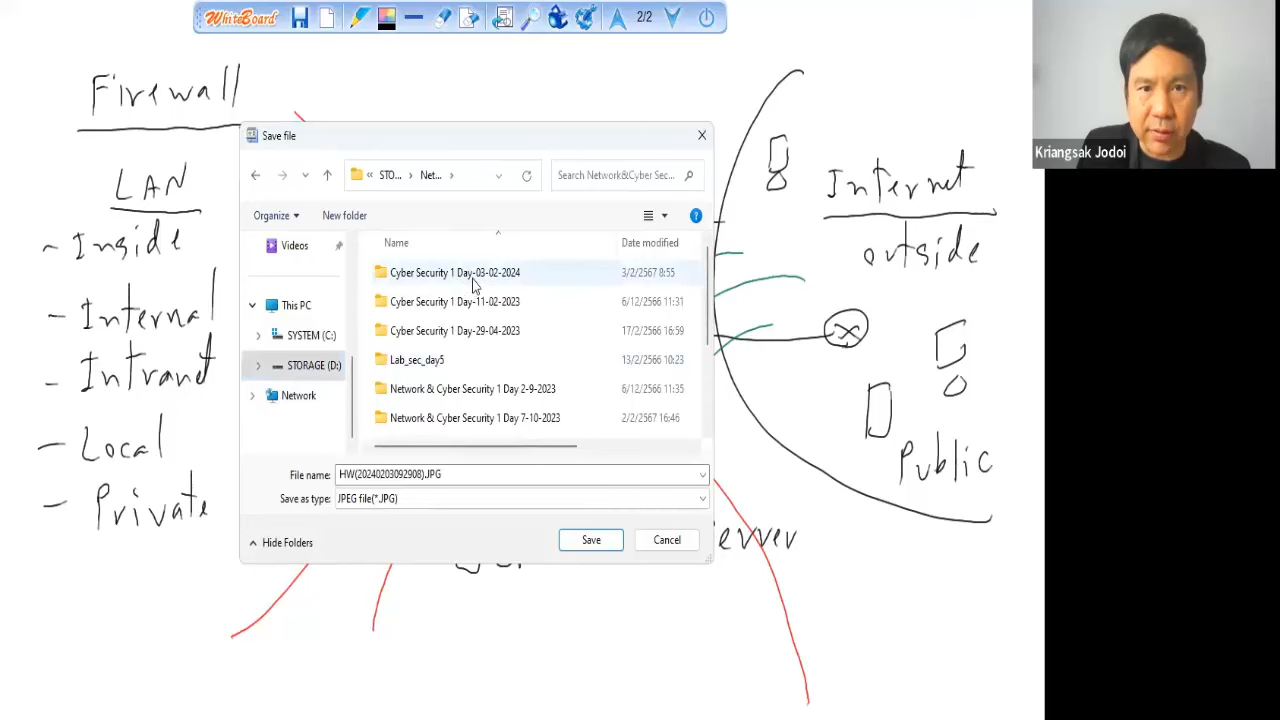 WhiteBoard
2/2
Firewall
LAN
- Inside
- Internal
- Intranet
- Local
- Private
Save file
STO...
Net...
Search Network&Cyber Sec...
Organize
New folder
Videos
This PC
SYSTEM (C:)
STORAGE (D:)
Network
Name
Date modified
Cyber Security 1 Day-03-02-2024
3/2/2567 8:55
Cyber Security 1 Day-11-02-2023
6/12/2566 11:31
Cyber Security 1 Day-29-04-2023
17/2/2566 16:59
Lab_sec_day5
13/2/2566 10:23
Network & Cyber Security 1 Day 2-9-2023
6/12/2566 11:35
Network & Cyber Security 1 Day 7-10-2023
2/2/2567 16:46
File name:
HW(20240203092908).JPG
Save as type:
JPEG file(*.JPG)
Hide Folders
Save
Cancel
Internet
outside
Public
erver
Kriangsak Jodoi